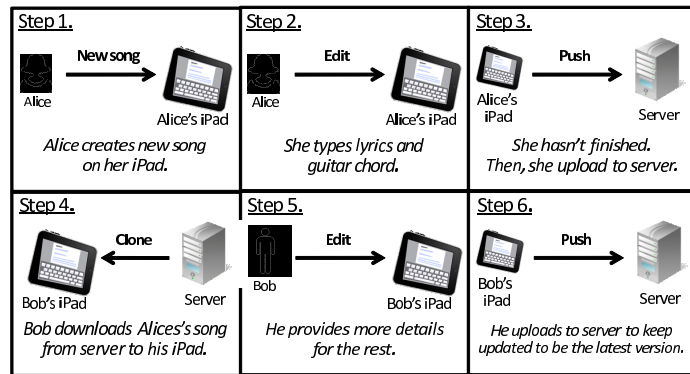 Step 1.
New song
Alice
Alice's iPad
Alice creates new song
on her iPad.
Step 2.
Edit
Alice
Alice's iPad
She types lyrics and
guitar chord.
Step 3.
Push
Alice's
iPad
Server
She hasn't finished.
Then, she upload to server.
Step 4.
Clone
Bob's iPad
Server
Bob downloads Alices's song
from server to his iPad.
Step 5.
Edit
Bob
Bob's iPad
He provides more details
for the rest.
Step 6.
Push
Bob's
iPad
Server
He uploads to server to keep
updated to be the latest version.